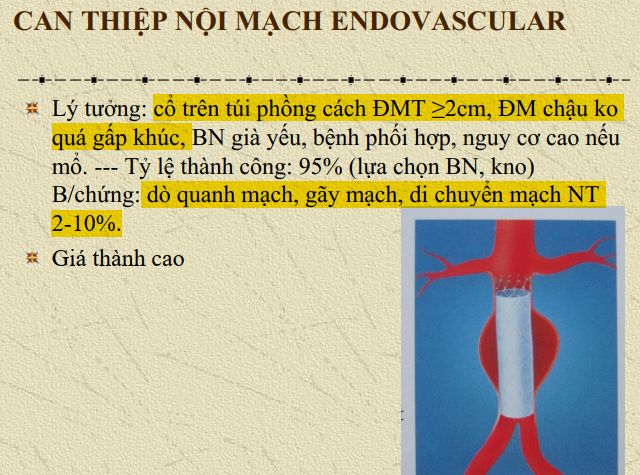 CAN THIỆP NỘI MẠCH ENDOVASCULAR
Lý tưởng: cổ trên túi phồng cách ĐMT ≥2cm, ĐM chậu ko
quá gấp khúc, BN già yếu, bệnh phối hợp, nguy cơ cao nếu
mổ. --- Tỷ lệ thành công: 95% (lựa chọn BN, kno)
B/chứng: dò quanh mạch, gãy mạch, di chuyển mạch NT
2-10%.
Giá thành cao